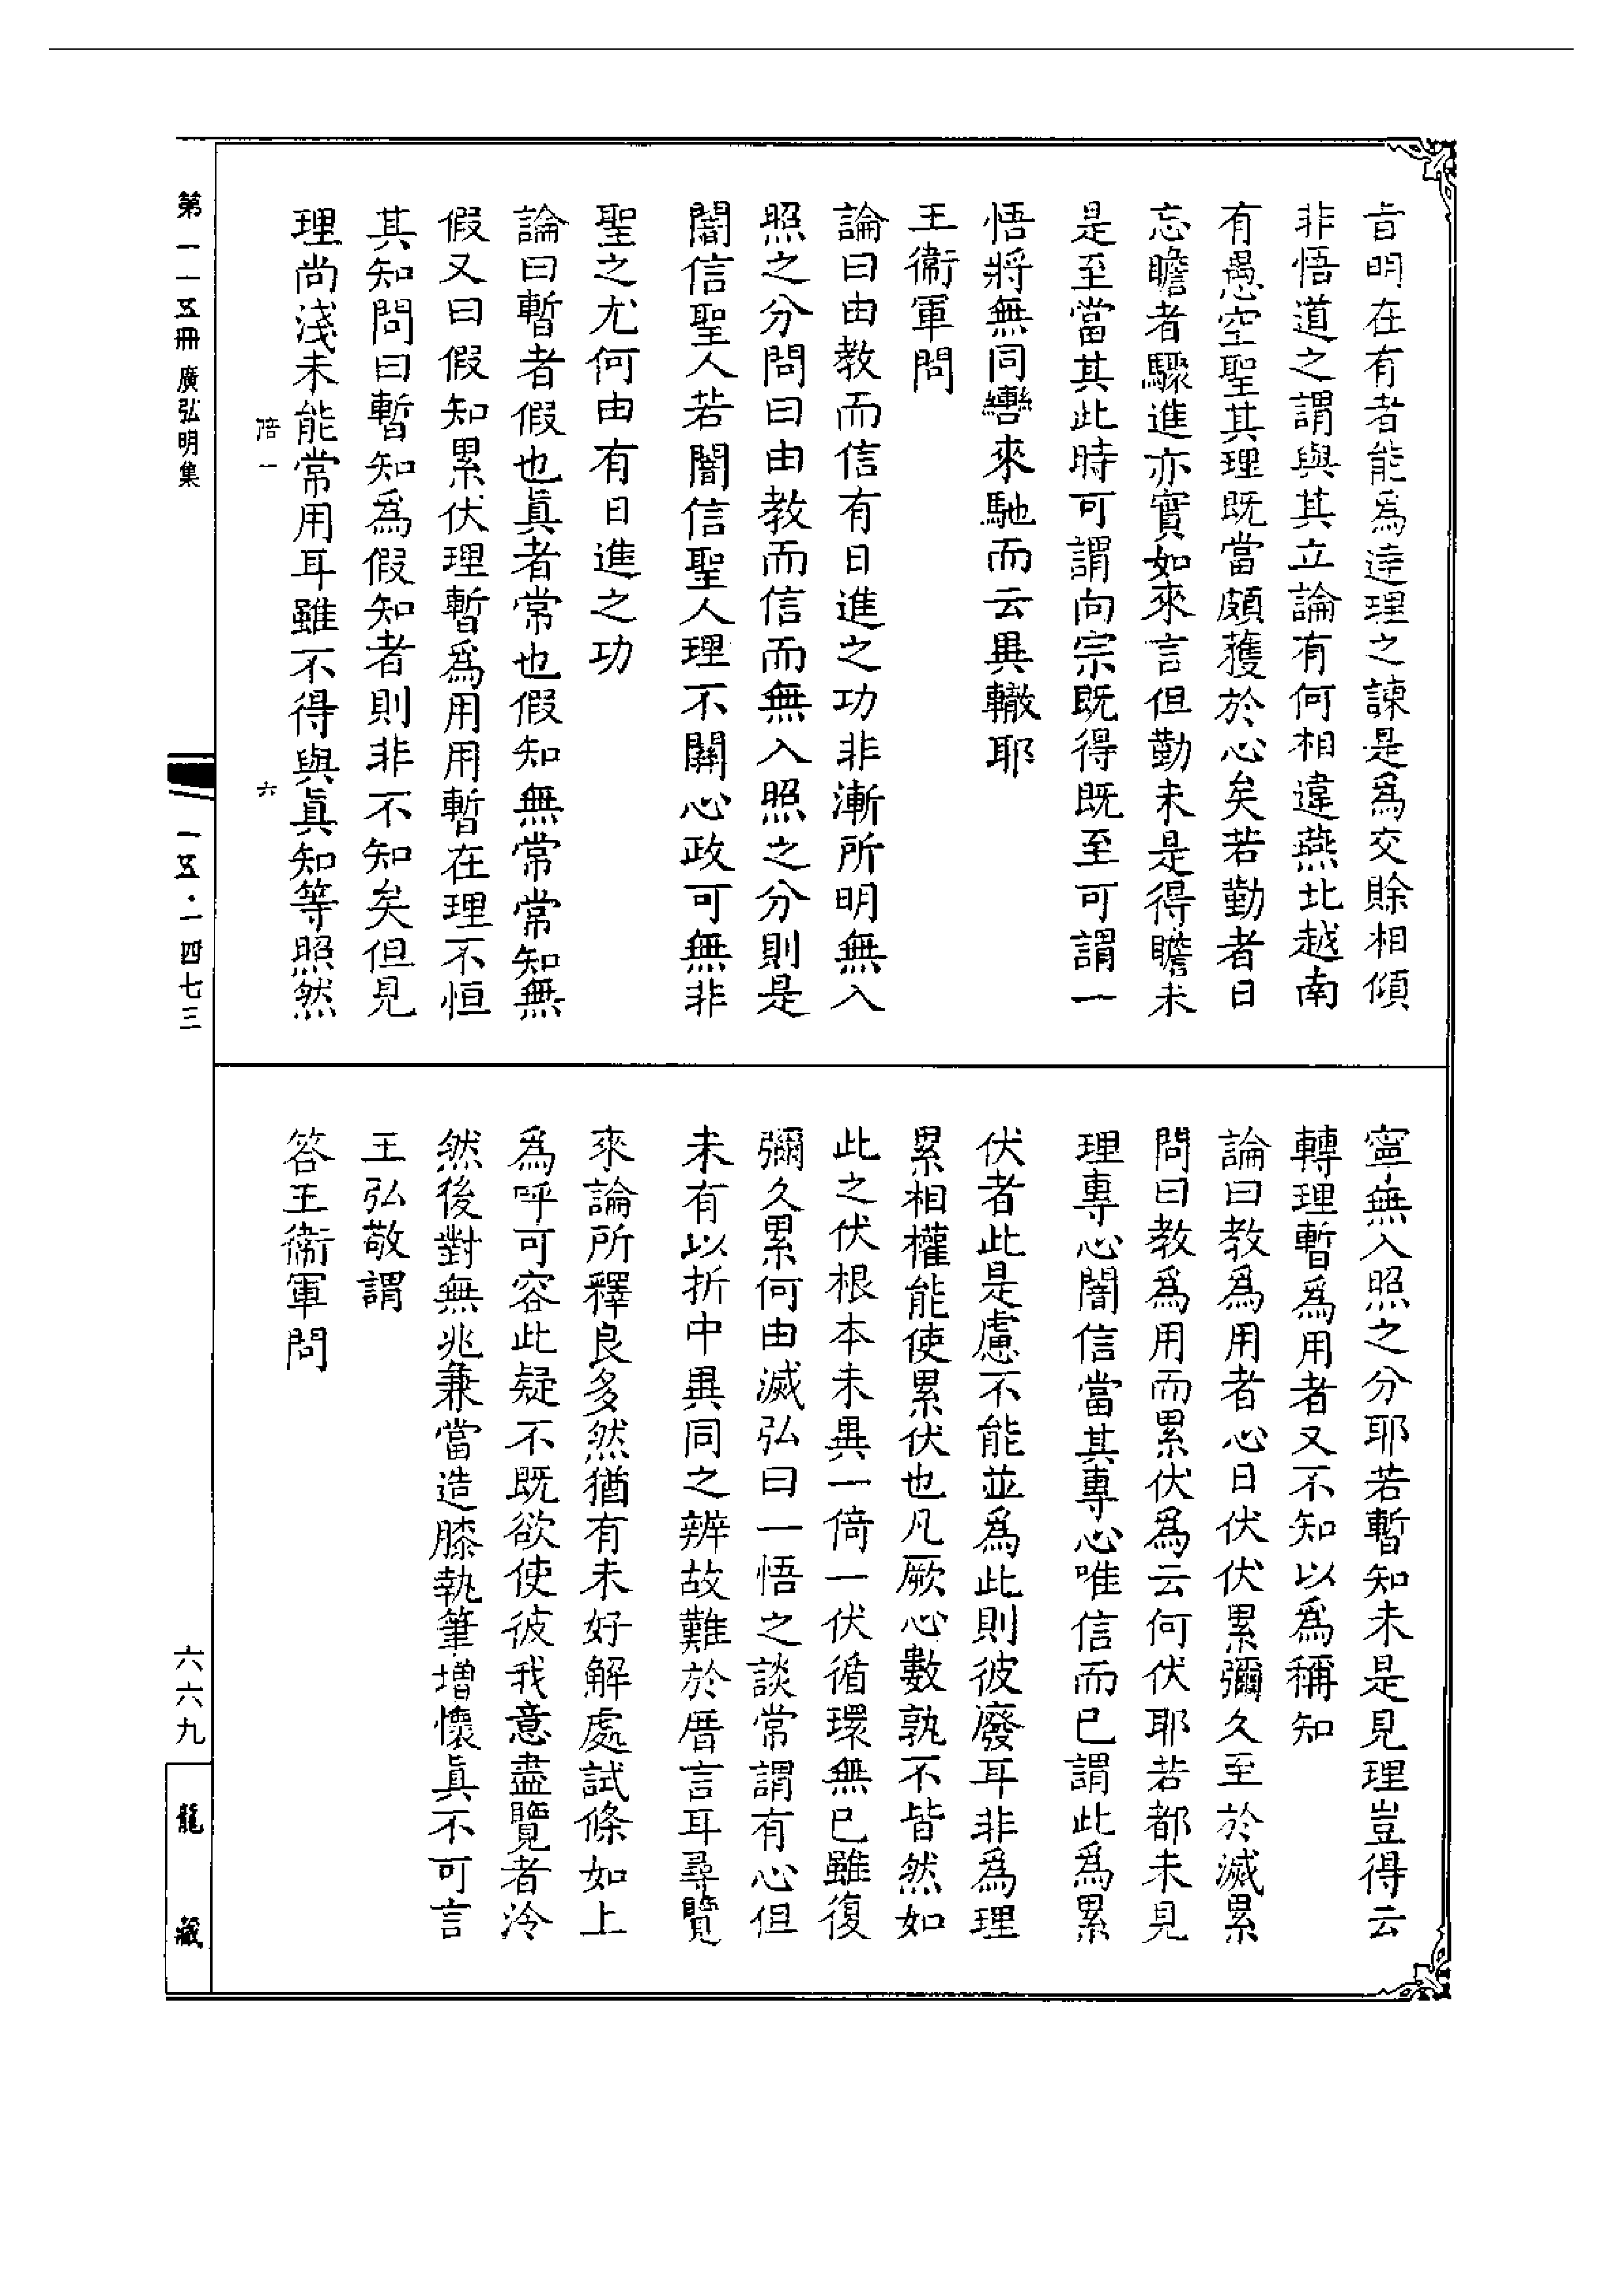 旨明在有者能為達理之諫是為交賒相傾
非悟道之謂與其立論有何相違燕北越南
有愚空聖其理既當頗獲於心矣若勤者日
忘瞻者驟進亦實如來言但勤未是得瞻未
是至當其此時可謂向宗既得既至可謂一
悟將無同轡來馳而云異轍耶
王衞軍問
論曰由教而信有日進之功非漸所明無入
照之分問曰由教而信而無入照之分則是
闇信聖人若闇信聖人理不關心政可無非
聖之尤何由有日進之功
論曰暫者假也真者常也假知無常常知無
假又曰假知累伏理暫為用用暫在理不恒
其知問曰暫知為假知者則非不知矣但見
理尚淺未能常用耳雖不得與真知等照然
寧無入照之分耶若暫知未是見理豈得云
轉理暫為用者又不知以為稱知
論曰教為用者心日伏伏累彌久至於滅累
問曰教為用而累伏為云何伏耶若都未見
理專心闇信當其專心唯信而已謂此為累
伏者此是慮不能並為此則彼廢耳非為理
累相權能使累伏也凡厥心數孰不皆然如
此之伏根本未異一倚一伏循環無已雖復
彌久累何由滅弘曰一悟之談常謂有心但
未有以折中異同之辨故難於厝言耳尋覽
來論所釋良多然猶有未好解處試條如上
為呼可容此疑不既欲使彼我意盡覽者泠
然後對無兆兼當造膝執筆增懷真不可言
王弘敬謂
答王衞軍問
第一一五冊 廣弘明集
陪一 六
一五·一四七三
六六九
龍藏